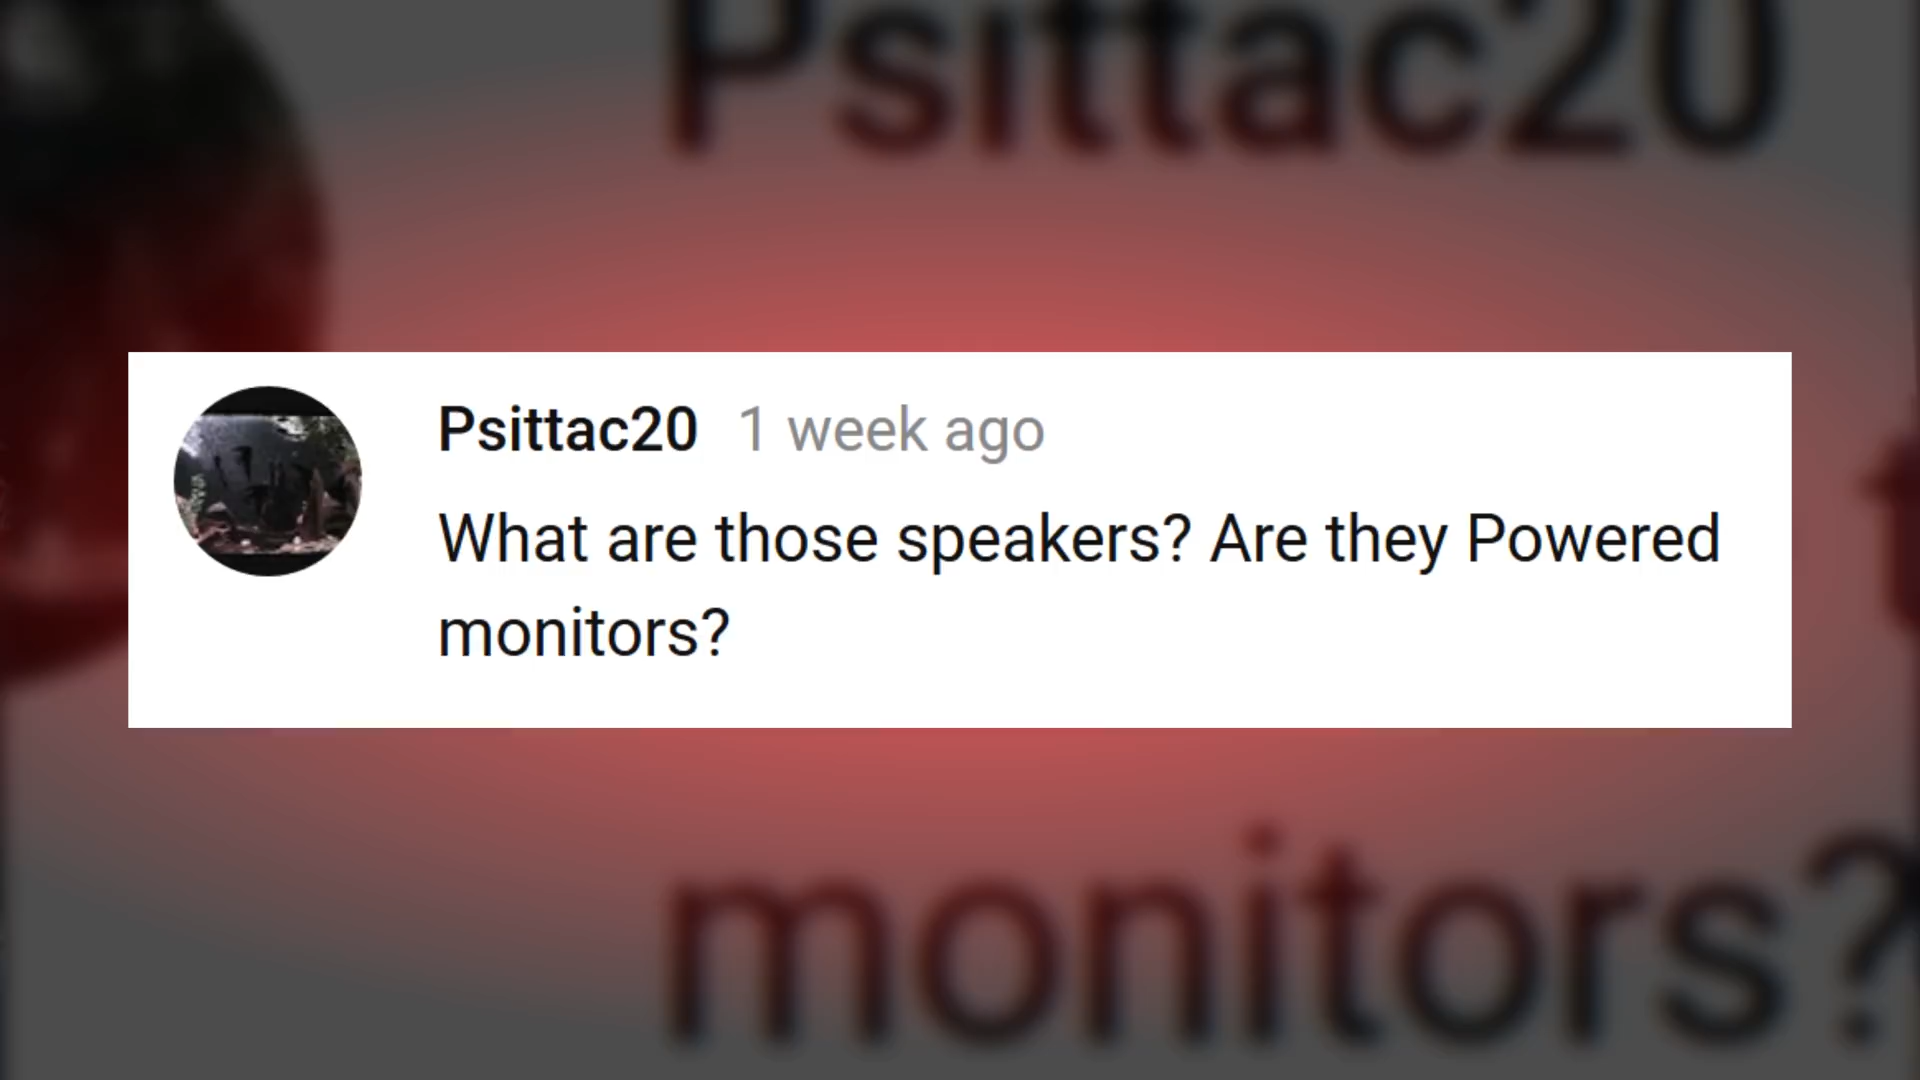 Psittac20
Psittac20 1 week ago
What are those speakers? Are they Powered
monitors?
monitors?